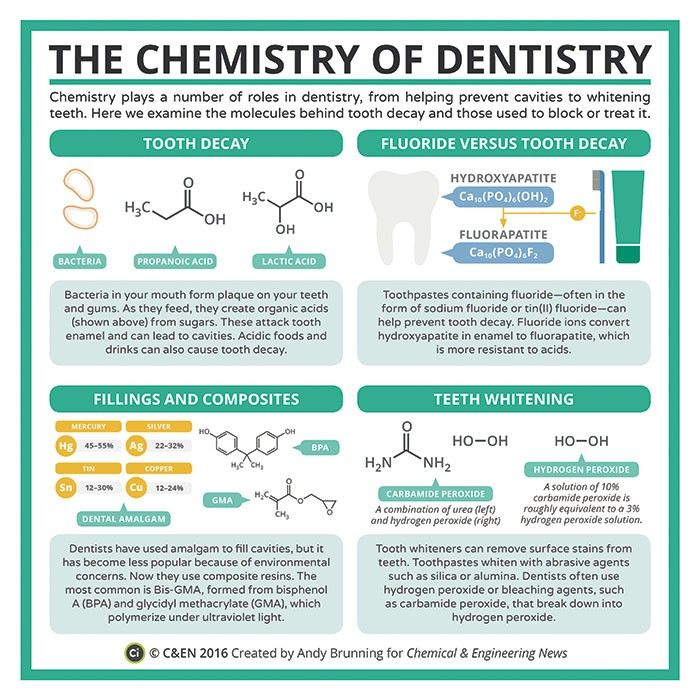 THE CHEMISTRY OF DENTISTRY
Chemistry plays a number of roles in dentistry, from helping prevent cavities to whitening
teeth. Here we examine the molecules behind tooth decay and those used to block or treat it.
TOOTH DECAY
H₃C
O
OH
H₃C
O
OH
OH
BACTERIA
PROPANOIC ACID
LACTIC ACID
Bacteria in your mouth form plaque on your teeth
and gums. As they feed, they create organic acids
(shown above) from sugars. These attack tooth
enamel and can lead to cavities. Acidic foods and
drinks can also cause tooth decay.
FLUORIDE VERSUS TOOTH DECAY
HYDROXYAPATITE
Ca₁₀(PO₄)₆(OH)₂
F⁻
FLUORAPATITE
Ca₁₀(PO₄)₆F₂
Toothpastes containing fluoride—often in the
form of sodium fluoride or tin(II) fluoride—can
help prevent tooth decay. Fluoride ions convert
hydroxyapatite in enamel to fluorapatite, which
is more resistant to acids.
FILLINGS AND COMPOSITES
MERCURY
Hg 45–55%
SILVER
Ag 22–32%
TIN
Sn 12–30%
COPPER
Cu 12–24%
DENTAL AMALGAM
HO
OH
H₃C CH₃
BPA
GMA
H₂C
O
O
CH₃
O
Dentists have used amalgam to fill cavities, but it
has become less popular because of environmental
concerns. Now they use composite resins. The
most common is Bis-GMA, formed from bisphenol
A (BPA) and glycidyl methacrylate (GMA), which
polymerize under ultraviolet light.
TEETH WHITENING
O
H₂N
NH₂
HO—OH
CARBAMIDE PEROXIDE
A combination of urea (left)
and hydrogen peroxide (right)
HO—OH
HYDROGEN PEROXIDE
A solution of 10%
carbamide peroxide is
roughly equivalent to a 3%
hydrogen peroxide solution.
Tooth whiteners can remove surface stains from
teeth. Toothpastes whiten with abrasive agents
such as silica or alumina. Dentists often use
hydrogen peroxide or bleaching agents, such
as carbamide peroxide, that break down into
hydrogen peroxide.
Ci © C&EN 2016 Created by Andy Brunning for Chemical & Engineering News